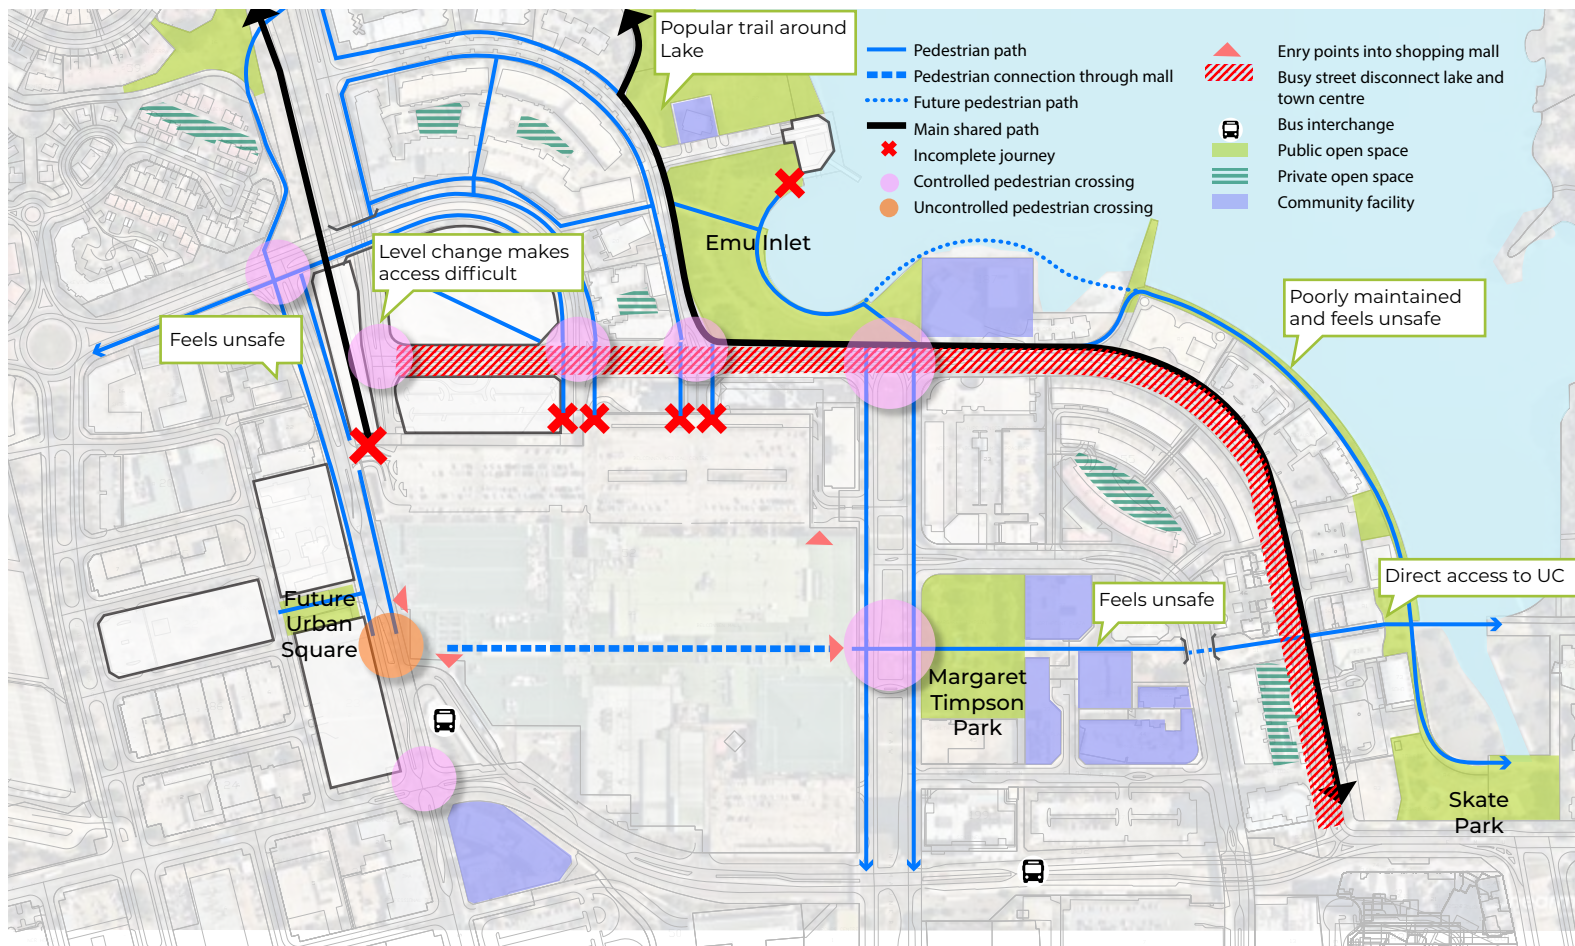 Popular trail around
Lake
Pedestrian path
Pedestrian connection through mall
Future pedestrian path
Main shared path
Incomplete journey
Controlled pedestrian crossing
Uncontrolled pedestrian crossing
Entry points into shopping mall
Busy street disconnect lake and
town centre
Bus interchange
Public open space
Private open space
Community facility
Emu Inlet
Level change makes
access difficult
Feels unsafe
Poorly maintained
and feels unsafe
Direct access to UC
Feels unsafe
Future
Urban
Square
Margaret
Timpson
Park
Skate
Park